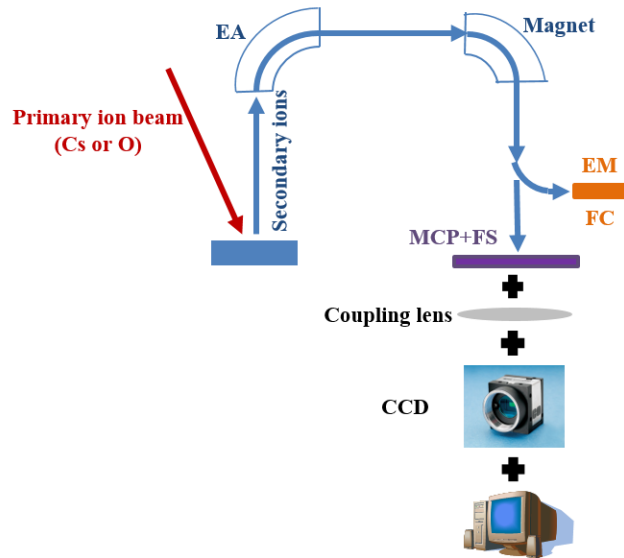 EA
Magnet
Primary ion beam
(Cs or O)
Secondary ions
EM
FC
MCP+FS
Coupling lens
CCD